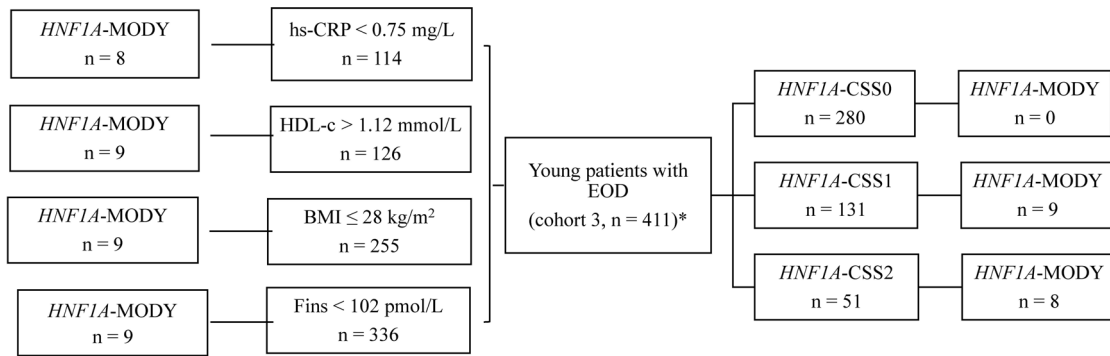 HNF1A-MODY
n = 8
hs-CRP < 0.75 mg/L
n = 114
HNF1A-MODY
n = 9
HDL-c > 1.12 mmol/L
n = 126
HNF1A-MODY
n = 9
BMI ≤ 28 kg/m²
n = 255
HNF1A-MODY
n = 9
Fins < 102 pmol/L
n = 336
Young patients with
EOD
(cohort 3, n = 411)*
HNF1A-CSS0
n = 280
HNF1A-MODY
n = 0
HNF1A-CSS1
n = 131
HNF1A-MODY
n = 9
HNF1A-CSS2
n = 51
HNF1A-MODY
n = 8